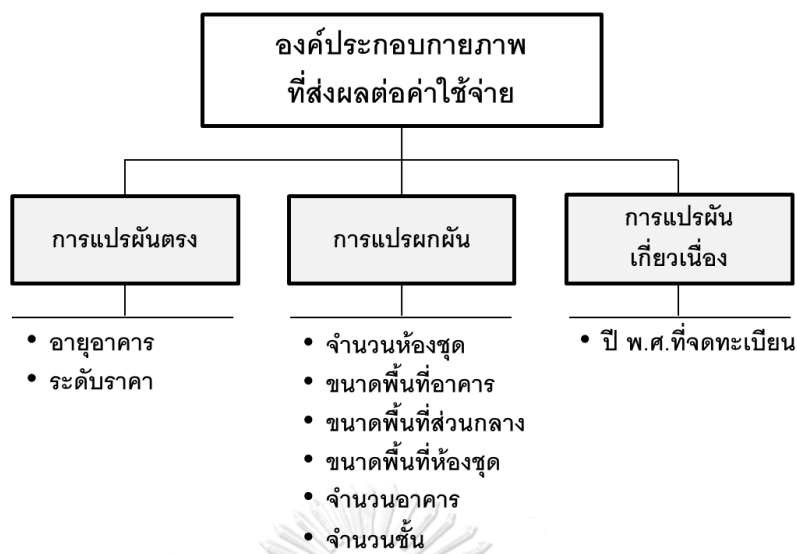 องค์ประกอบกายภาพ
ที่ส่งผลต่อค่าใช้จ่าย
การแปรผันตรง
การแปรผกผัน
การแปรผัน
เกี่ยวเนื่อง
• อายุอาคาร
• ระดับราคา
• จำนวนห้องชุด
• ขนาดพื้นที่อาคาร
• ขนาดพื้นที่ส่วนกลาง
• ขนาดพื้นที่ห้องชุด
• จำนวนอาคาร
• จำนวนชั้น
• ปี พ.ศ.ที่จดทะเบียน